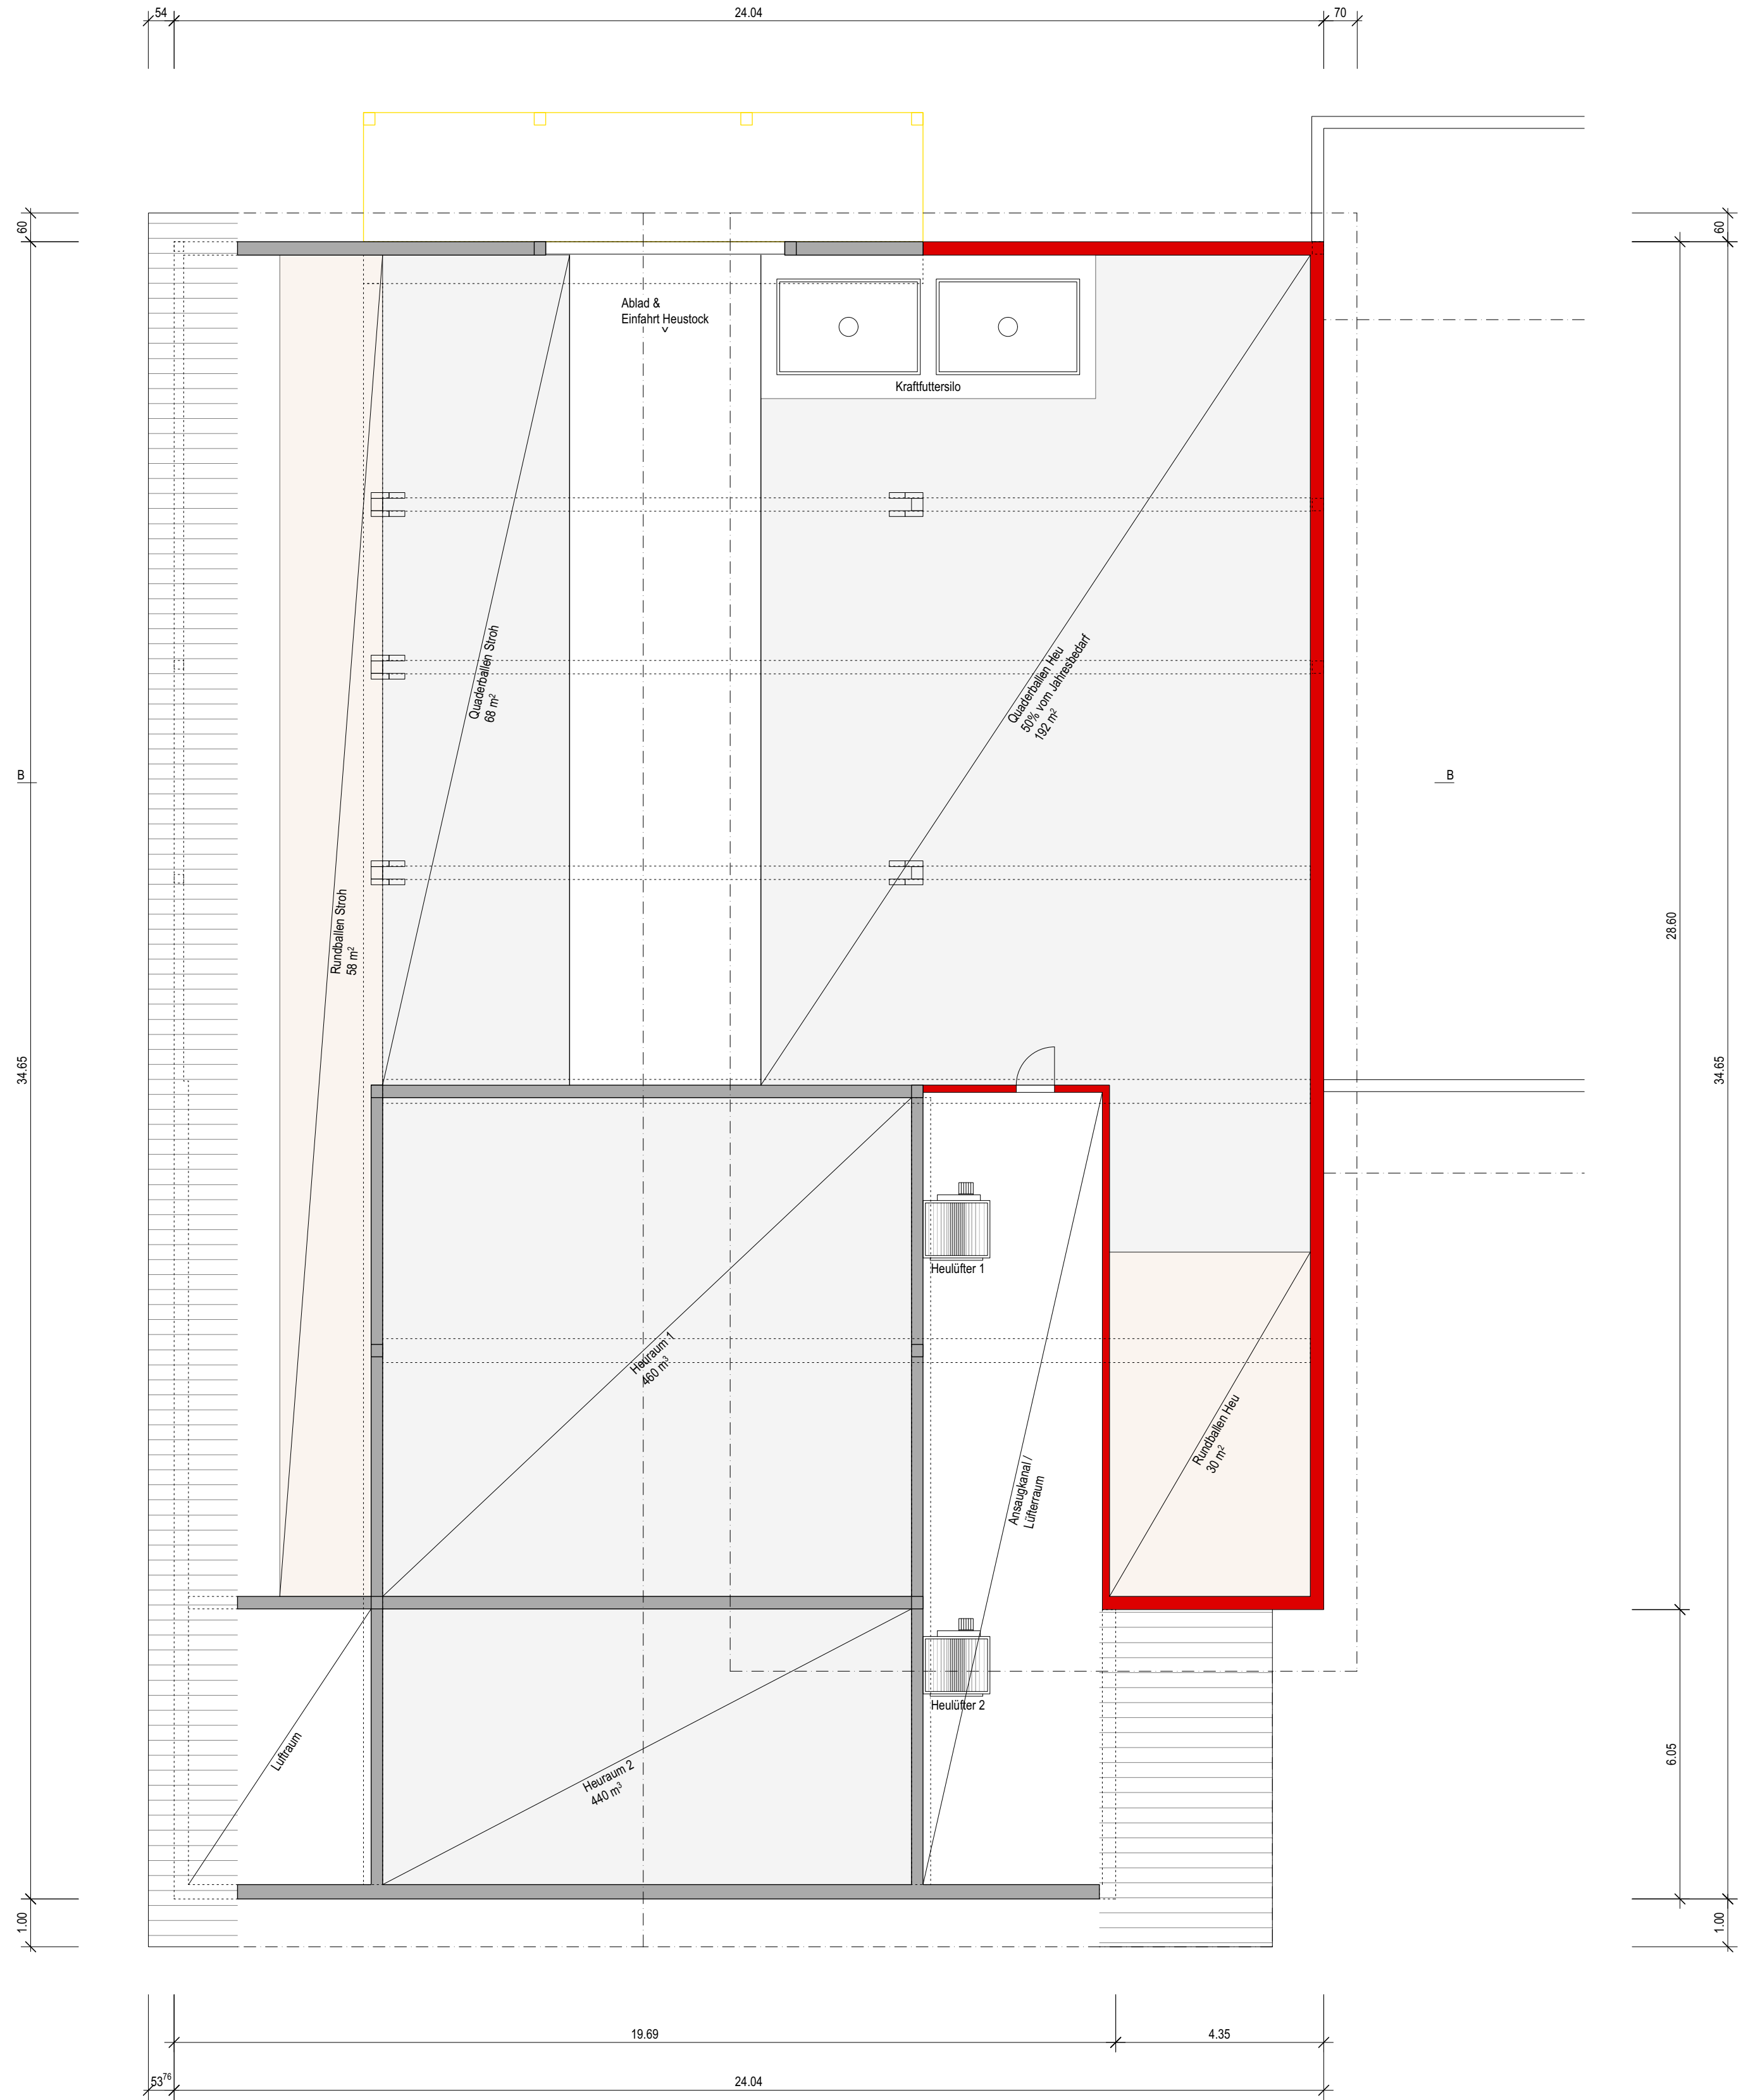 54
24.04
70
60
60
Ablad &
Einfahrt Heustock
Kraftfuttersilo
Quaderballen Stroh
68 m²
Quaderballen Heu
50% vom Jahresbedarf
192 m²
B
B
Rundballen Stroh
58 m²
28.60
34.65
34.65
Heulüfter 1
Heuraum 1
460 m³
Rundballen Heu
30 m²
Ansaugkanal /
Lüfterraum
Heulüfter 2
Luftraum
Heuraum 2
440 m³
6.05
1.00
1.00
19.69
4.35
53⁷⁶
24.04